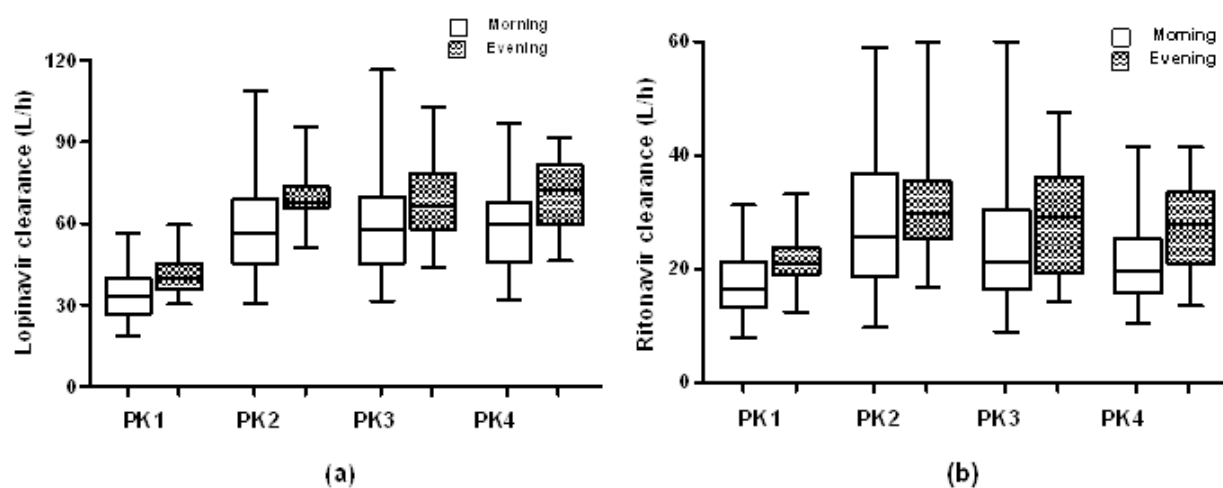 Morning
Evening
120
90
60
30
0
Lopinavir clearance (L/h)
PK1 PK2 PK3 PK4
(a)
Morning
Evening
60
40
20
0
Ritonavir clearance (L/h)
PK1 PK2 PK3 PK4
(b)